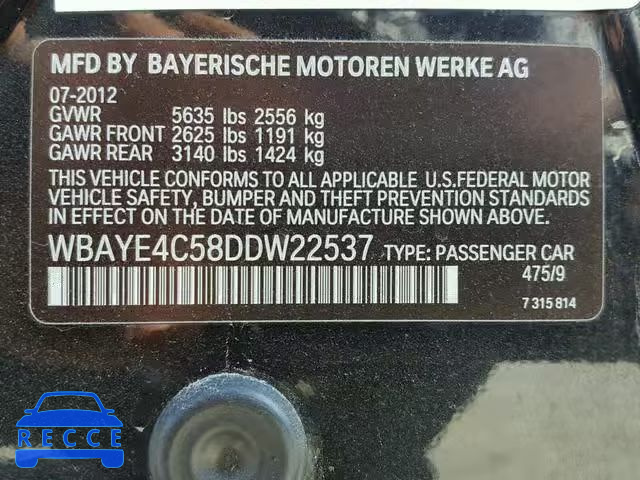 MFD BY BAYERISCHE MOTOREN WERKE AG
07-2012
GVWR 5635 lbs 2556 kg
GAWR FRONT 2625 lbs 1191 kg
GAWR REAR 3140 lbs 1424 kg
THIS VEHICLE CONFORMS TO ALL APPLICABLE U.S.FEDERAL MOTOR
VEHICLE SAFETY, BUMPER AND THEFT PREVENTION STANDARDS
IN EFFECT ON THE DATE OF MANUFACTURE SHOWN ABOVE.
WBAYE4C58DDW22537 TYPE: PASSENGER CAR
475/9
7 315 814
RECCE